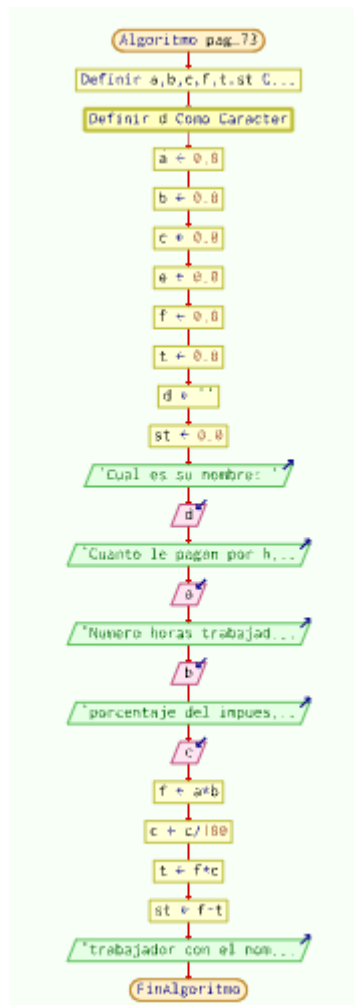 Algoritmo pag_73
Definir a,b,c,f,t.st C...
Definir d Como Caracter
a ← 0.0
b ← 0.0
c ← 0.0
e ← 0.0
f ← 0.0
t ← 0.0
d ← ''
st ← 0.0
'Cual es su nombre: '
d
'Cuanto le pagan por h...
a
'Numero horas trabajad...
b
'porcentaje del impues...
c
f ← a*b
c ← c/100
t ← f*c
st ← f-t
'trabajador con el nom...
FinAlgoritmo